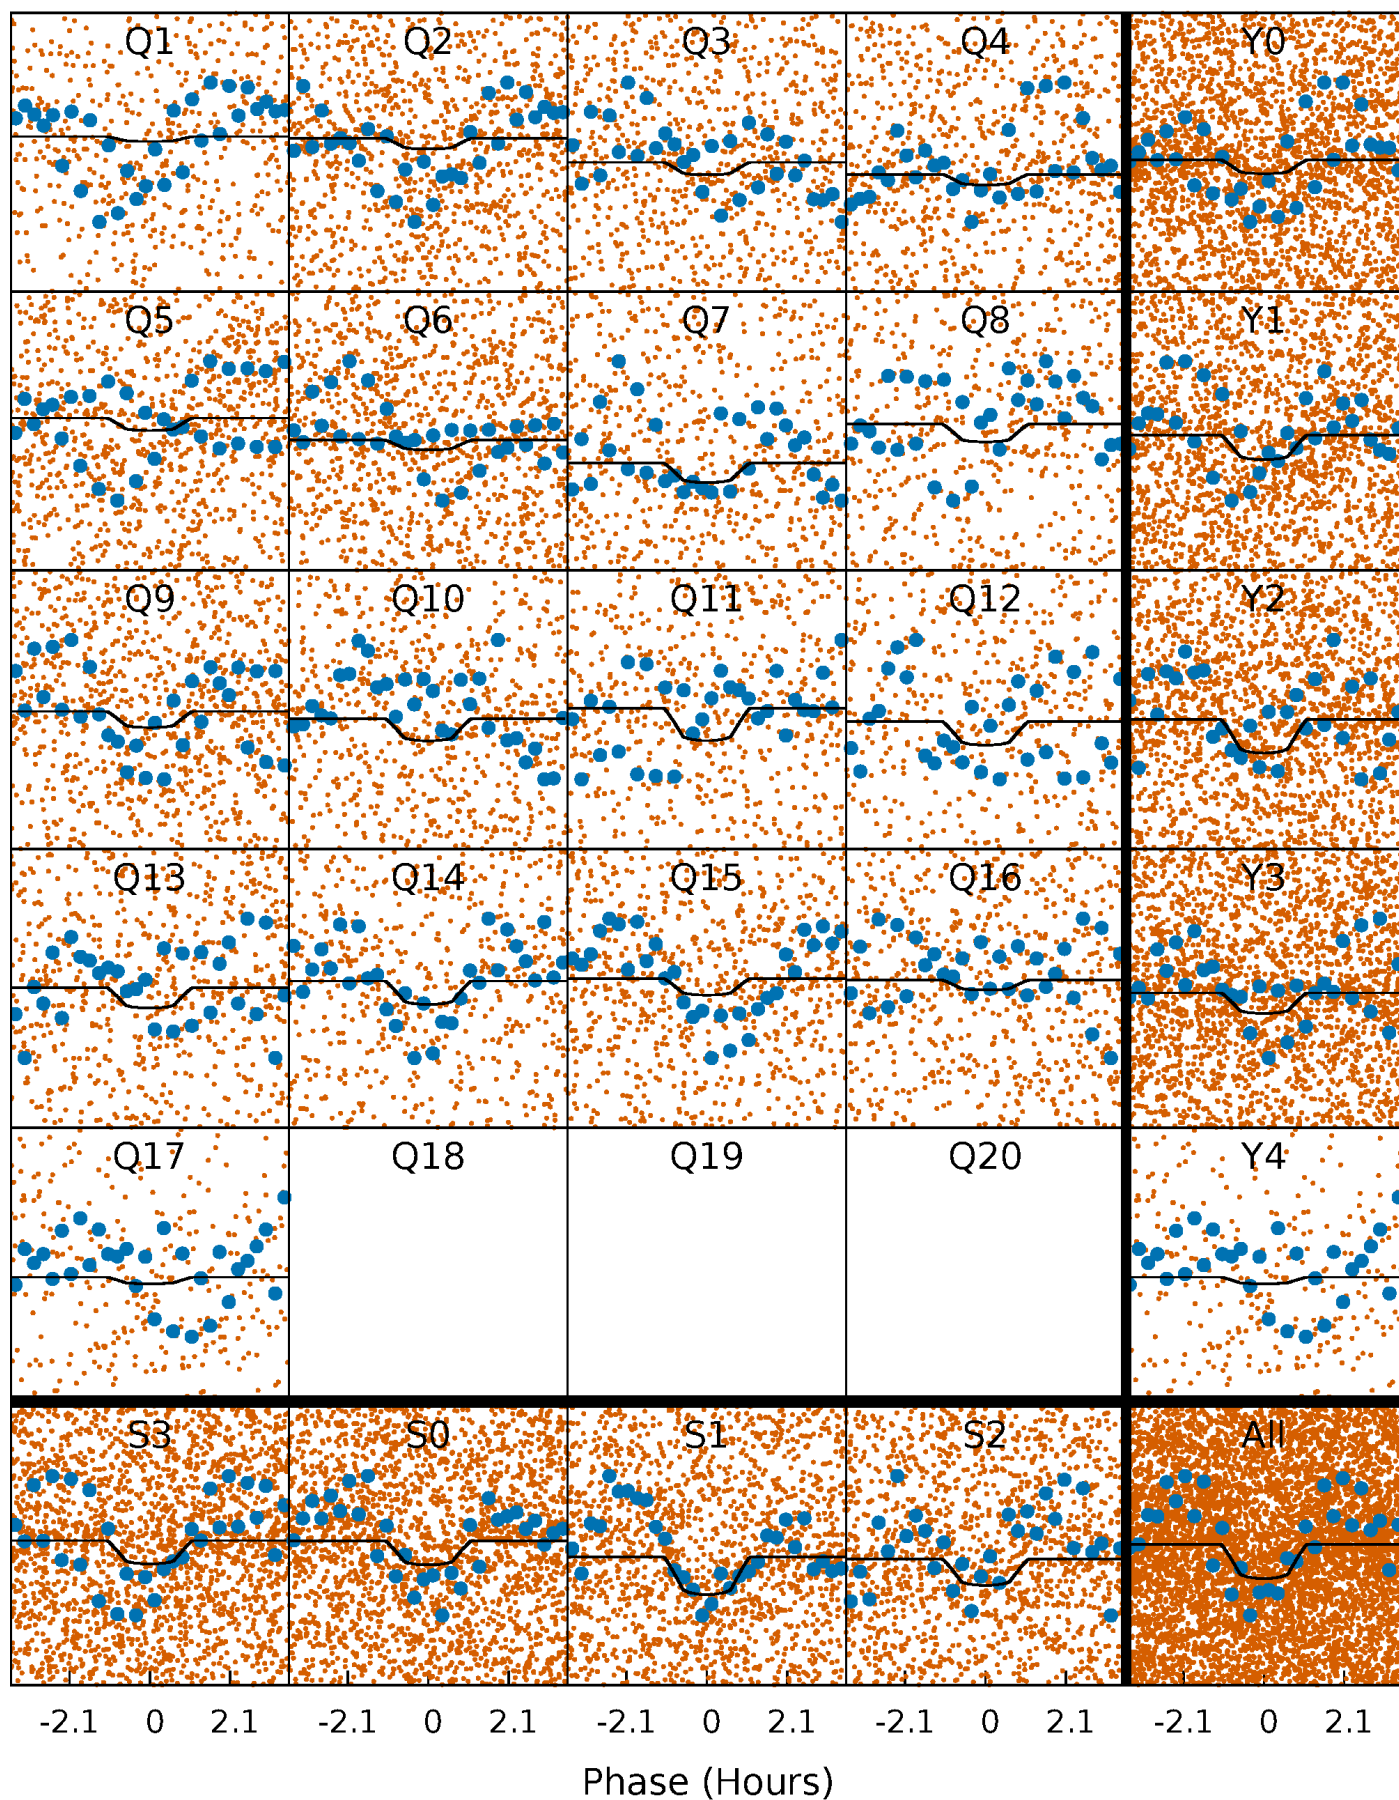 Q1 Q2 Q3 Q4 Y0
Q5 Q6 Q7 Q8 Y1
Q9 Q10 Q11 Q12 Y2
Q13 Q14 Q15 Q16 Y3
Q17 Q18 Q19 Q20 Y4
S3 S0 S1 S2 All
-2.1 0 2.1 -2.1 0 2.1 -2.1 0 2.1 -2.1 0 2.1 -2.1 0 2.1
Phase (Hours)